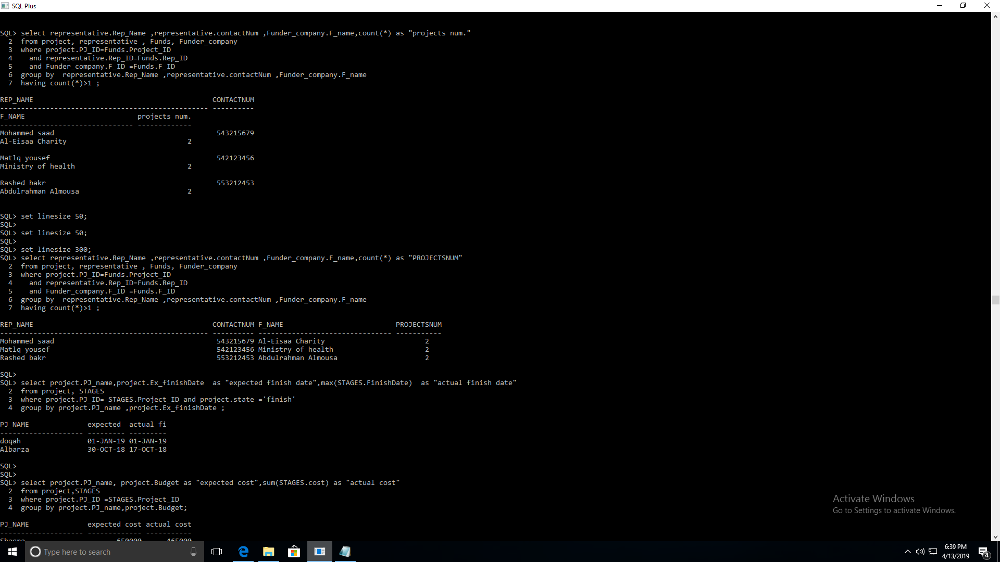 SQL Plus
SQL> select representative.Rep_Name ,representative.contactNum ,Funder_company.F_name,count(*) as "projects num."
  2  from project, representative , Funds, Funder_company
  3  where project.PJ_ID=Funds.Project_ID
  4    and representative.Rep_ID=Funds.Rep_ID
  5    and Funder_company.F_ID =Funds.F_ID
  6  group by  representative.Rep_Name ,representative.contactNum ,Funder_company.F_name
  7  having count(*)>1 ;
REP_NAME                                           CONTACTNUM
-------------------------------------------------- ----------
F_NAME                           projects num.
-------------------------------- -------------
Mohammed saad                                       543215679
Al-Eisaa Charity                             2
Matlq yousef                                        542123456
Ministry of health                           2
Rashed bakr                                         553212453
Abdulrahman Almousa                          2
SQL> set linesize 50;
SQL>
SQL> set linesize 50;
SQL>
SQL> set linesize 300;
SQL> select representative.Rep_Name ,representative.contactNum ,Funder_company.F_name,count(*) as "PROJECTSNUM"
  2  from project, representative , Funds, Funder_company
  3  where project.PJ_ID=Funds.Project_ID
  4    and representative.Rep_ID=Funds.Rep_ID
  5    and Funder_company.F_ID =Funds.F_ID
  6  group by  representative.Rep_Name ,representative.contactNum ,Funder_company.F_name
  7  having count(*)>1 ;
REP_NAME                                           CONTACTNUM F_NAME                           PROJECTSNUM
-------------------------------------------------- ---------- -------------------------------- -----------
Mohammed saad                                       543215679 Al-Eisaa Charity                        2
Matlq yousef                                        542123456 Ministry of health                      2
Rashed bakr                                         553212453 Abdulrahman Almousa                     2
SQL>
SQL> select project.PJ_name,project.Ex_finishDate  as "expected finish date",max(STAGES.FinishDate)  as "actual finish date"
  2  from project, STAGES
  3  where project.PJ_ID= STAGES.Project_ID and project.state ='finish'
  4  group by project.PJ_name ,project.Ex_finishDate ;
PJ_NAME              expected  actual fi
-------------------- --------- ---------
doqah                01-JAN-19 01-JAN-19
Albarza              30-OCT-18 17-OCT-18
SQL>
SQL>
SQL> select project.PJ_name, project.Budget as "expected cost",sum(STAGES.cost) as "actual cost"
  2  from project,STAGES
  3  where project.PJ_ID =STAGES.Project_ID
  4  group by project.PJ_name,project.Budget;
PJ_NAME              expected cost actual cost
-------------------- ------------- -----------
Shaqna                      650000      465000
Activate Windows
Go to Settings to activate Windows.
Type here to search
6:39 PM
4/13/2019
4